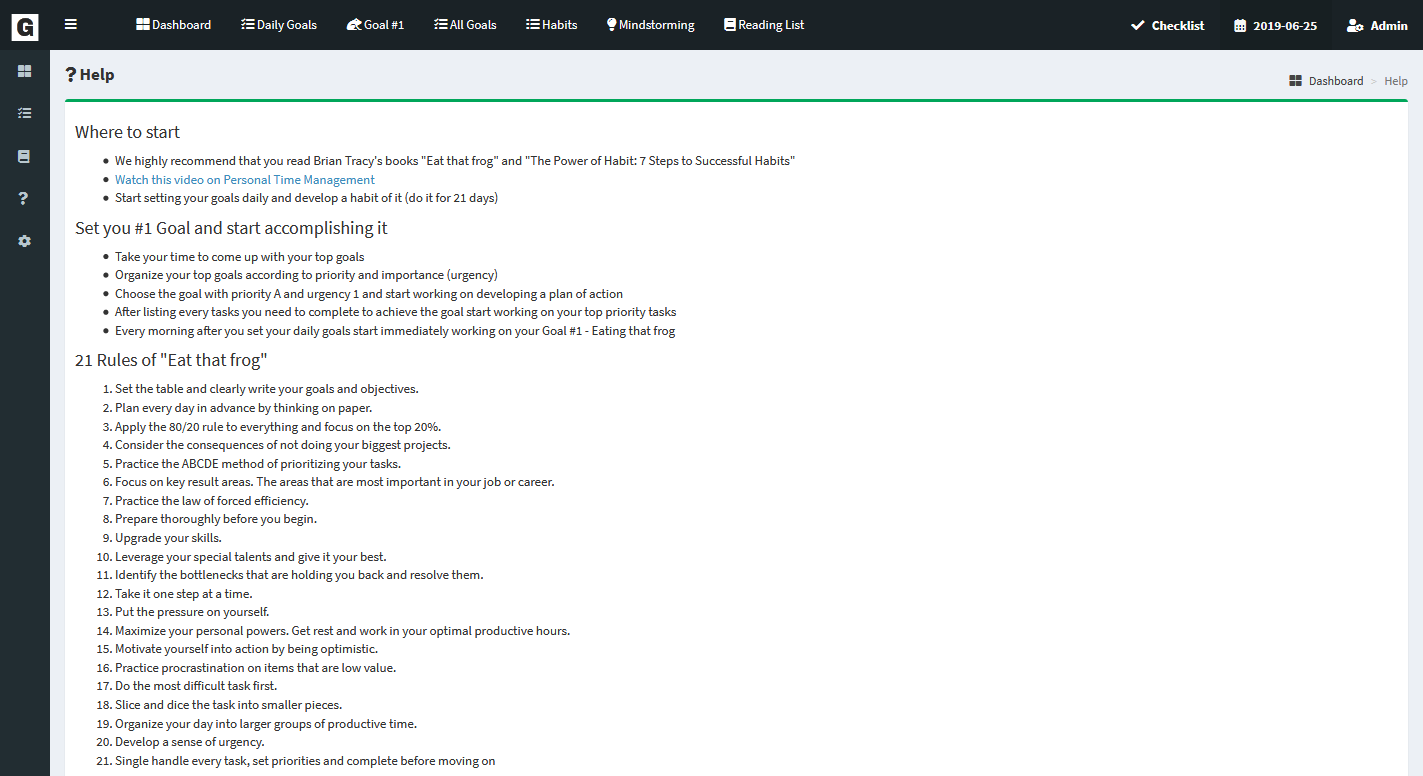 G Dashboard Daily Goals Goal #1 All Goals Habits Mindstorming Reading List Checklist 2019-06-25 Admin
? Help
Dashboard > Help
Where to start
• We highly recommend that you read Brian Tracy's books "Eat that frog" and "The Power of Habit: 7 Steps to Successful Habits"
• Watch this video on Personal Time Management
• Start setting your goals daily and develop a habit of it (do it for 21 days)
Set you #1 Goal and start accomplishing it
• Take your time to come up with your top goals
• Organize your top goals according to priority and importance (urgency)
• Choose the goal with priority A and urgency 1 and start working on developing a plan of action
• After listing every tasks you need to complete to achieve the goal start working on your top priority tasks
• Every morning after you set your daily goals start immediately working on your Goal #1 - Eating that frog
21 Rules of "Eat that frog"
1. Set the table and clearly write your goals and objectives.
2. Plan every day in advance by thinking on paper.
3. Apply the 80/20 rule to everything and focus on the top 20%.
4. Consider the consequences of not doing your biggest projects.
5. Practice the ABCDE method of prioritizing your tasks.
6. Focus on key result areas. The areas that are most important in your job or career.
7. Practice the law of forced efficiency.
8. Prepare thoroughly before you begin.
9. Upgrade your skills.
10. Leverage your special talents and give it your best.
11. Identify the bottlenecks that are holding you back and resolve them.
12. Take it one step at a time.
13. Put the pressure on yourself.
14. Maximize your personal powers. Get rest and work in your optimal productive hours.
15. Motivate yourself into action by being optimistic.
16. Practice procrastination on items that are low value.
17. Do the most difficult task first.
18. Slice and dice the task into smaller pieces.
19. Organize your day into larger groups of productive time.
20. Develop a sense of urgency.
21. Single handle every task, set priorities and complete before moving on